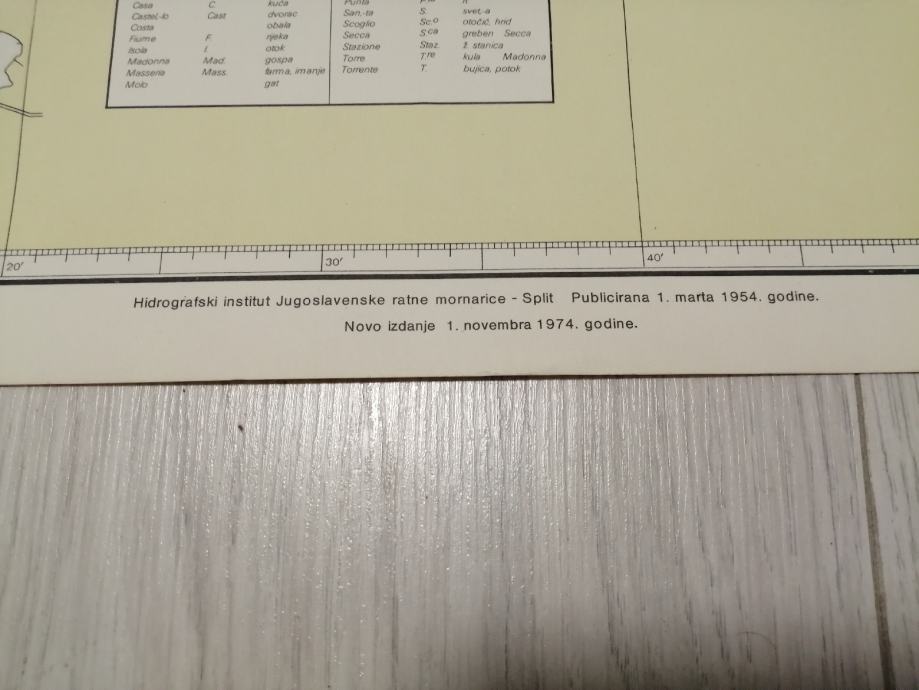 Casa C. kuća
Castel,-lo Cast dvorac
Costa obala
Fiume F. rijeka
Isola I. otok
Madonna Mad. gospa
Masseria Mass. farma, imanje
Molo gat
Punta
San,-ta S. svet,-a
Scoglio Sc.o otočić, hrid
Secca Sca greben Secca
Stazione Staz. ž. stanica
Torre Tre kula Madonna
Torrente T. bujica, potok
20' 30' 40'
Hidrografski institut Jugoslavenske ratne mornarice - Split Publicirana 1. marta 1954. godine.
Novo izdanje 1. novembra 1974. godine.